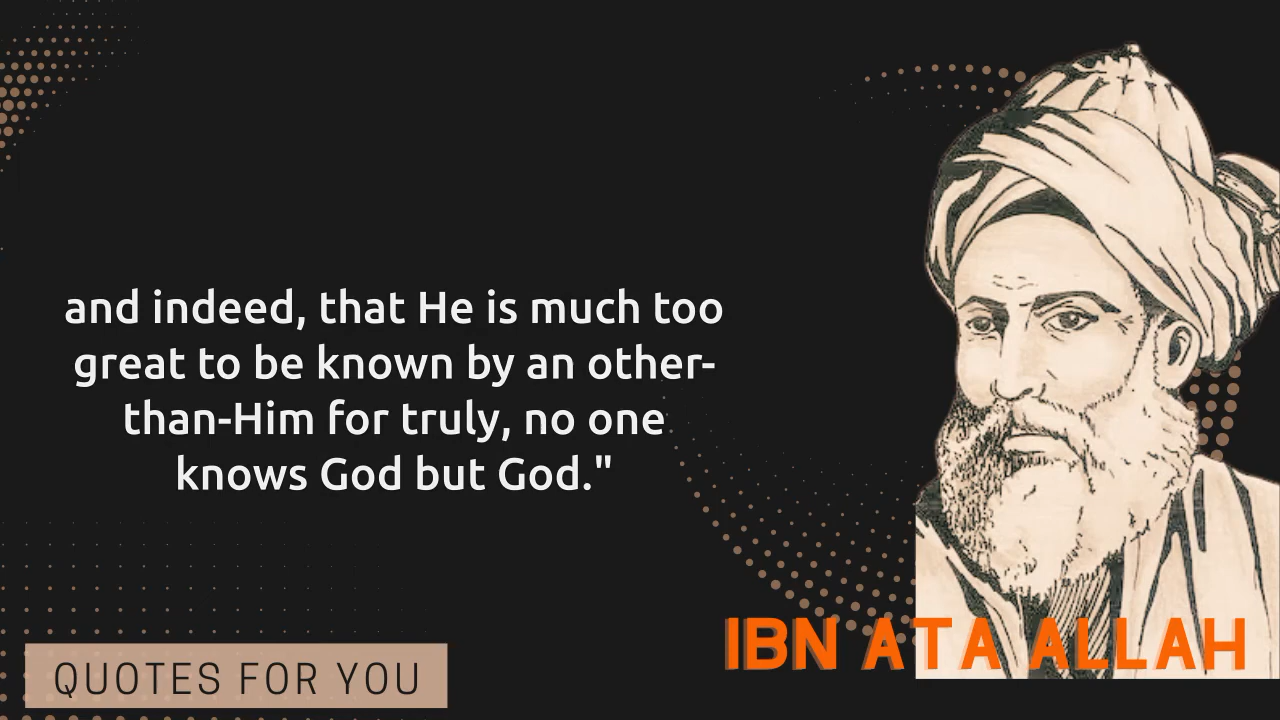 and indeed, that He is much too
great to be known by an other-
than-Him for truly, no one
knows God but God."
IBN ATA ALLAH
QUOTES FOR YOU